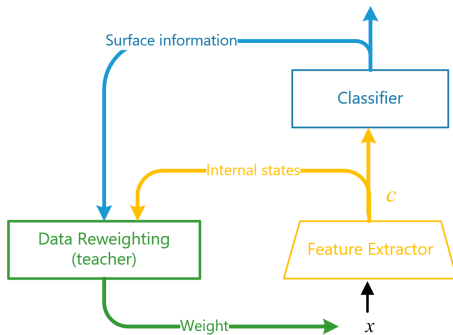 Surface information
Classifier
Internal states
c
Data Reweighting
(teacher)
Feature Extractor
Weight
x